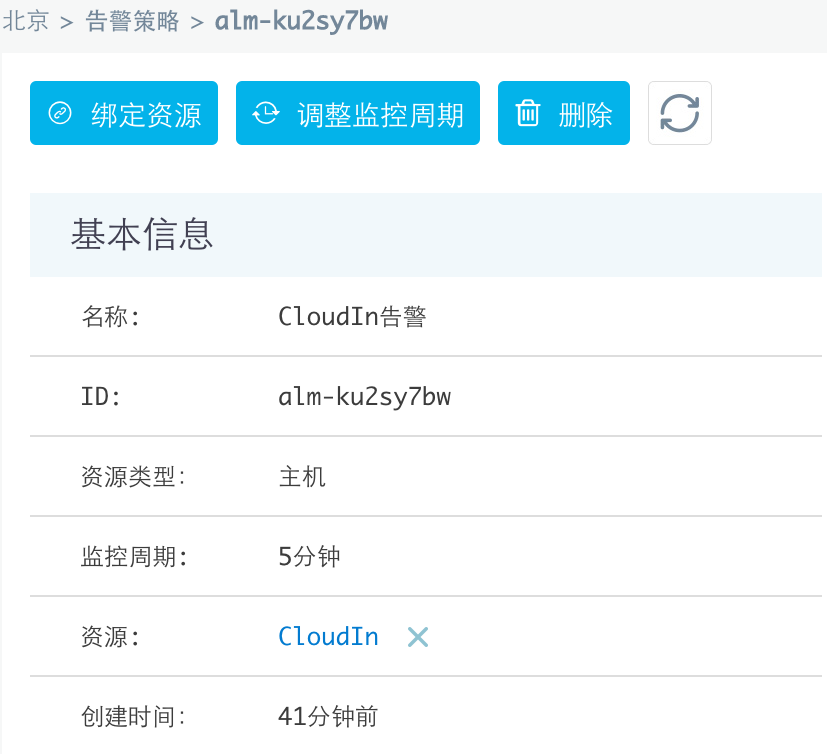 北京 > 告警策略 > alm-ku2sy7bw
绑定资源 调整监控周期 删除
基本信息
名称: CloudIn告警
ID: alm-ku2sy7bw
资源类型: 主机
监控周期: 5分钟
资源: CloudIn
创建时间: 41分钟前